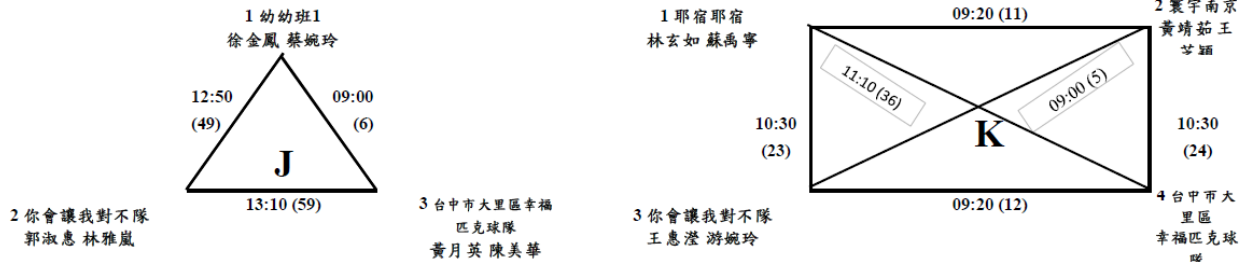 1 幼幼班1
徐金鳳 蔡婉玲
12:50
(49)
09:00
(6)
J
13:10 (59)
2 你會讓我對不隊
郭淑惠 林雅嵐
3 台中市大里區幸福
匹克球隊
黃月英 陳美華
1 耶宿耶宿
林玄如 蘇禹寧
09:20 (11)
2 寰宇南京
黃靖茹 王
11:10 (36)
09:00 (5)
10:30
(23)
K
10:30
(24)
09:20 (12)
3 你會讓我對不隊
王惠瀅 游婉玲
4 台中市大
里區
幸福匹克球
隊